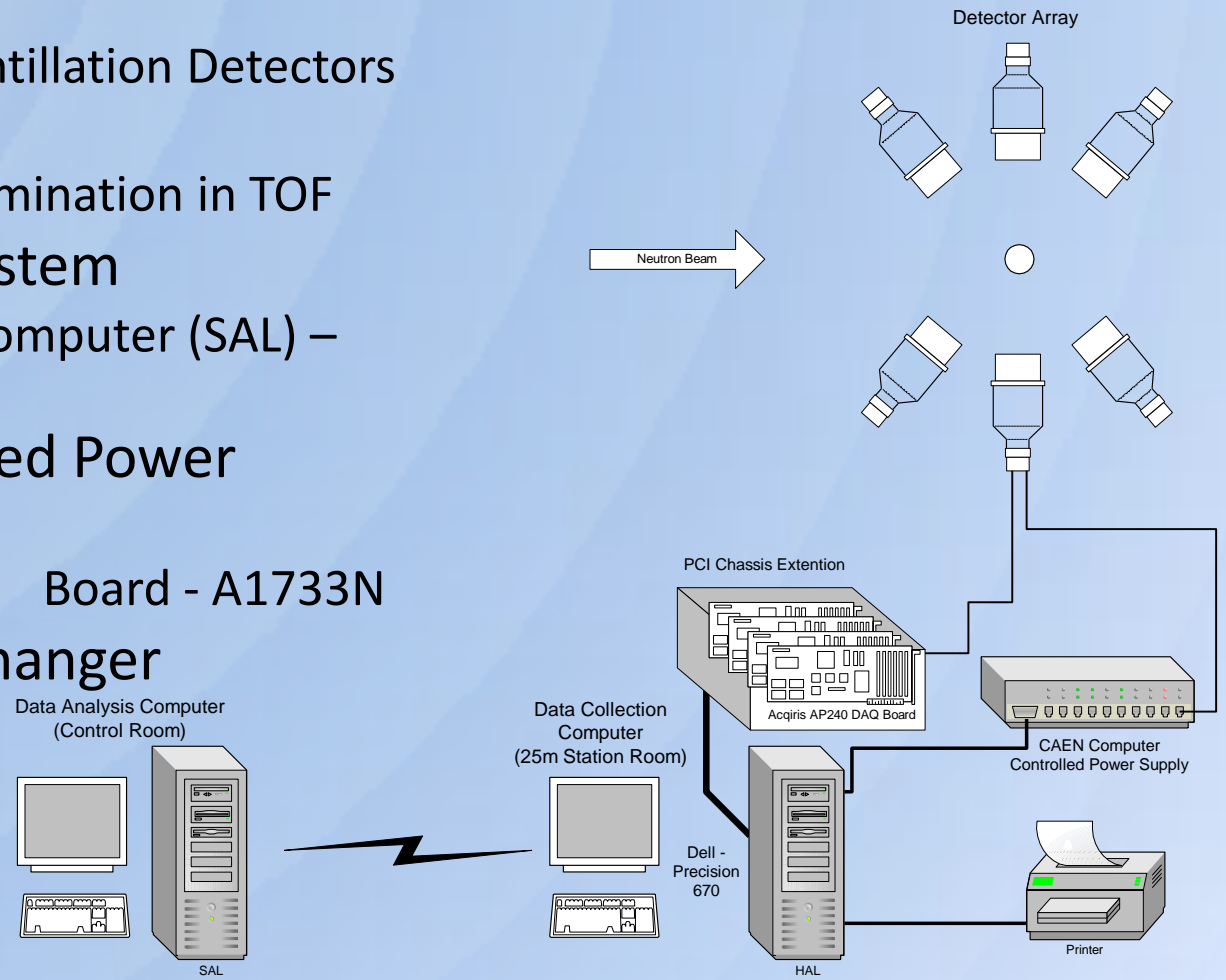 Detector Array
ntillation Detectors
mination in TOF
stem
Neutron Beam
omputer (SAL) –
ed Power
PCI Chassis Extention
Board - A1733N
hanger
Acqiris AP240 DAQ Board
Data Analysis Computer
(Control Room)
Data Collection
Computer
(25m Station Room)
CAEN Computer
Controlled Power Supply
Dell -
Precision
670
SAL
HAL
Printer